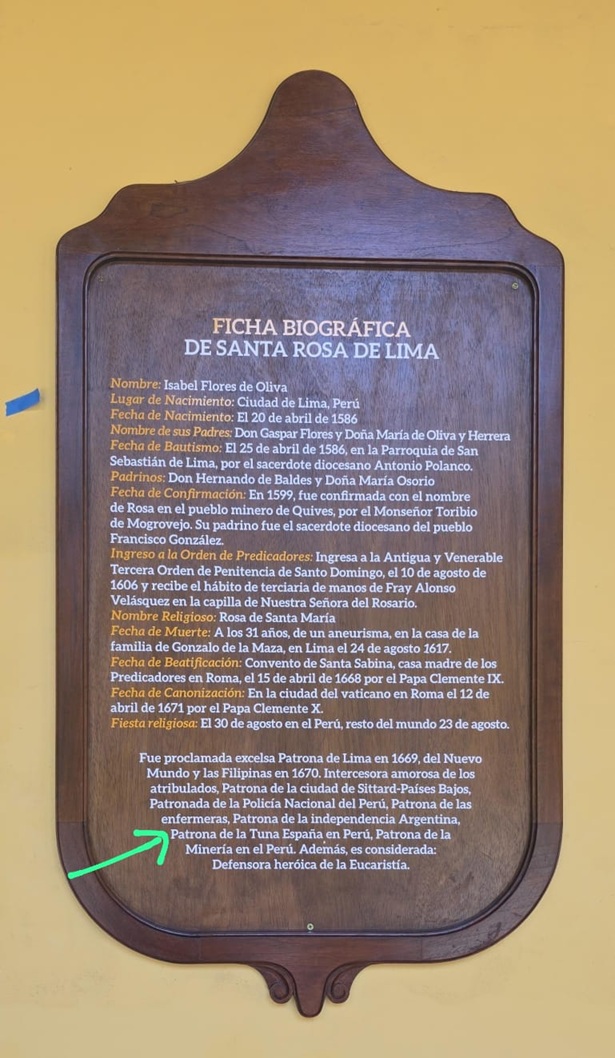 FICHA BIOGRÁFICA
DE SANTA ROSA DE LIMA
Nombre: Isabel Flores de Oliva
Lugar de Nacimiento: Ciudad de Lima, Perú
Fecha de Nacimiento: El 20 de abril de 1586
Nombre de sus Padres: Don Gaspar Flores y Doña María de Oliva y Herrera
Fecha de Bautismo: El 25 de abril de 1586, en la Parroquia de San
Sebastián de Lima, por el sacerdote diocesano Antonio Polanco.
Padrinos: Don Hernando de Baldes y Doña María Osorio
Fecha de Confirmación: En 1599, fue confirmada con el nombre
de Rosa en el pueblo minero de Quives, por el Monseñor Toribio
de Mogrovejo. Su padrino fue el sacerdote diocesano del pueblo
Francisco González.
Ingreso a la Orden de Predicadores: Ingresa a la Antigua y Venerable
Tercera Orden de Penitencia de Santo Domingo, el 10 de agosto de
1606 y recibe el hábito de terciaria de manos de Fray Alonso
Velásquez en la capilla de Nuestra Señora del Rosario.
Nombre Religioso: Rosa de Santa María
Fecha de Muerte: A los 31 años, de un aneurisma, en la casa de la
familia de Gonzalo de la Maza, en Lima el 24 de agosto 1617.
Fecha de Beatificación: Convento de Santa Sabina, casa madre de los
Predicadores en Roma, el 15 de abril de 1668 por el Papa Clemente IX.
Fecha de Canonización: En la ciudad del vaticano en Roma el 12 de
abril de 1671 por el Papa Clemente X.
Fiesta religiosa: El 30 de agosto en el Perú, resto del mundo 23 de agosto.
Fue proclamada excelsa Patrona de Lima en 1669, del Nuevo
Mundo y las Filipinas en 1670. Intercesora amorosa de los
atribulados, Patrona de la ciudad de Sittard-Países Bajos,
Patronada de la Policía Nacional del Perú, Patrona de las
enfermeras, Patrona de la independencia Argentina,
Patrona de la Tuna España en Perú, Patrona de la
Minería en el Perú. Además, es considerada:
Defensora heróica de la Eucaristía.